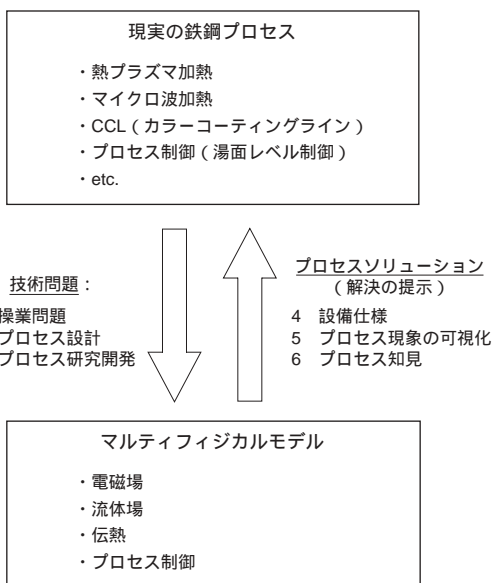 現実の鉄鋼プロセス
・熱プラズマ加熱
・マイクロ波加熱
・CCL（カラーコーティングライン）
・プロセス制御（湯面レベル制御）
・etc.
技術問題：
操業問題
プロセス設計
プロセス研究開発
プロセスソリューション
（解決の提示）
4 設備仕様
5 プロセス現象の可視化
6 プロセス知見
マルティフィジカルモデル
・電磁場
・流体場
・伝熱
・プロセス制御